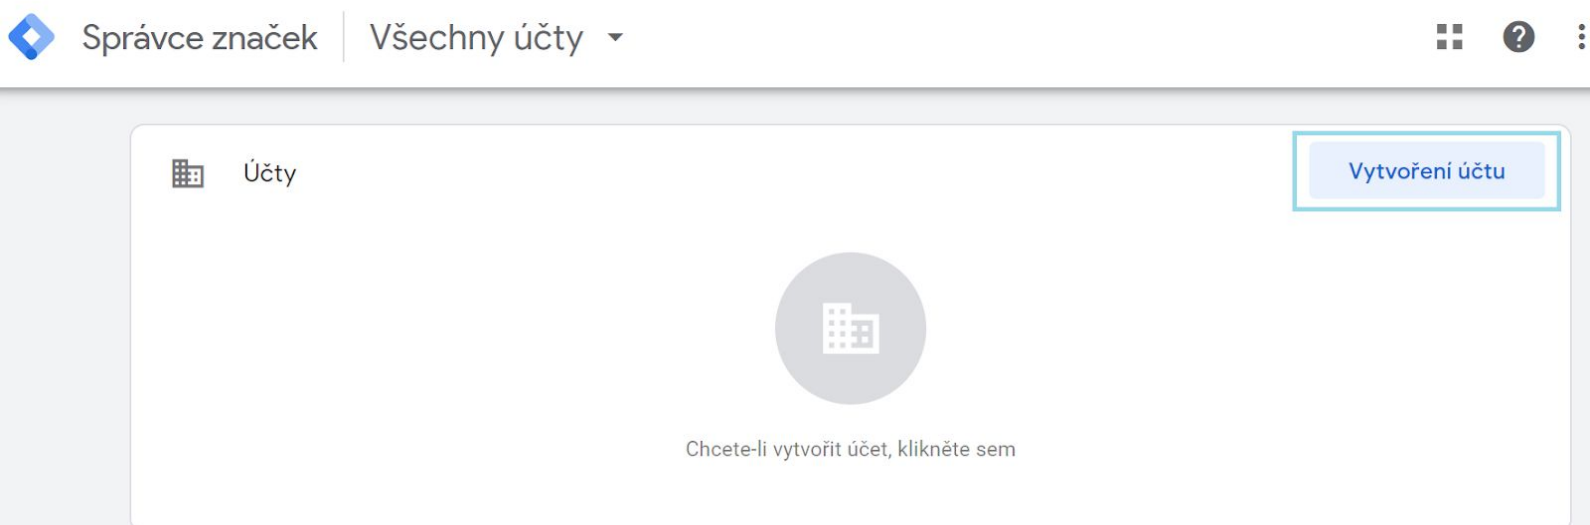 Správce značek
Všechny účty
Účty
Vytvoření účtu
Chcete-li vytvořit účet, klikněte sem